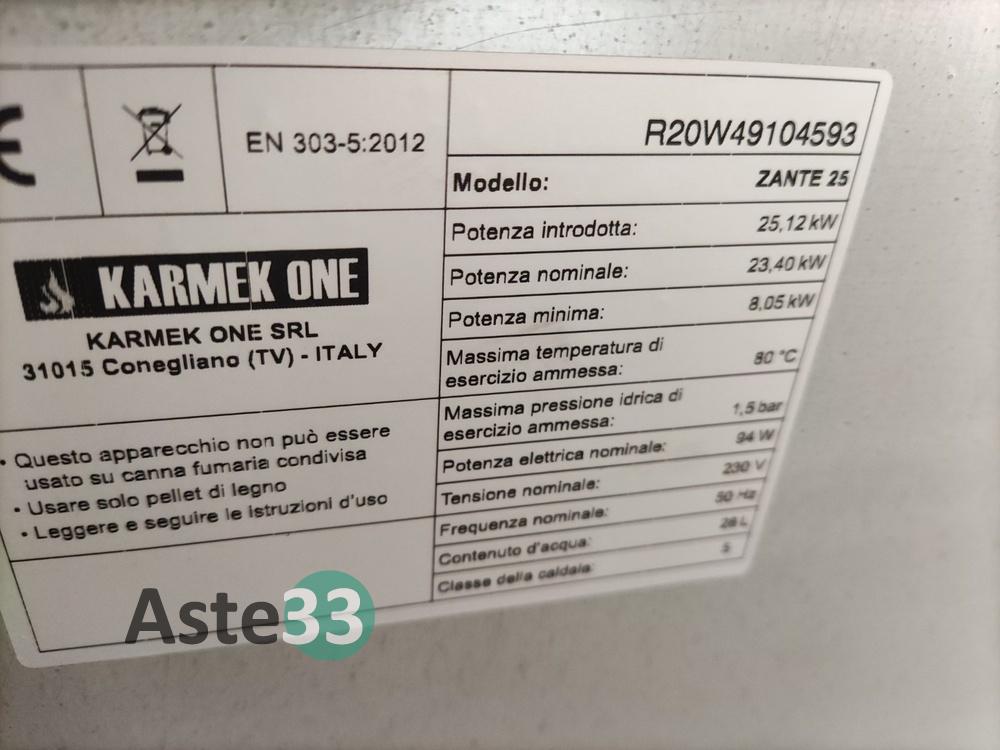 CE
EN 303-5:2012
R20W49104593
Modello: ZANTE 25
Potenza introdotta: 25,12 kW
Potenza nominale: 23,40 kW
Potenza minima: 8,05 kW
Massima temperatura di
esercizio ammessa: 80 °C
Massima pressione idrica di
esercizio ammessa: 1,5 bar
Potenza elettrica nominale: 94 W
Tensione nominale: 230 V
Frequenza nominale: 50 Hz
Contenuto d'acqua: 26 L
Classe della caldaia: 5
KARMEK ONE
KARMEK ONE SRL
31015 Conegliano (TV) - ITALY
• Questo apparecchio non può essere
usato su canna fumaria condivisa
• Usare solo pellet di legno
• Leggere e seguire le istruzioni d'uso
Aste33